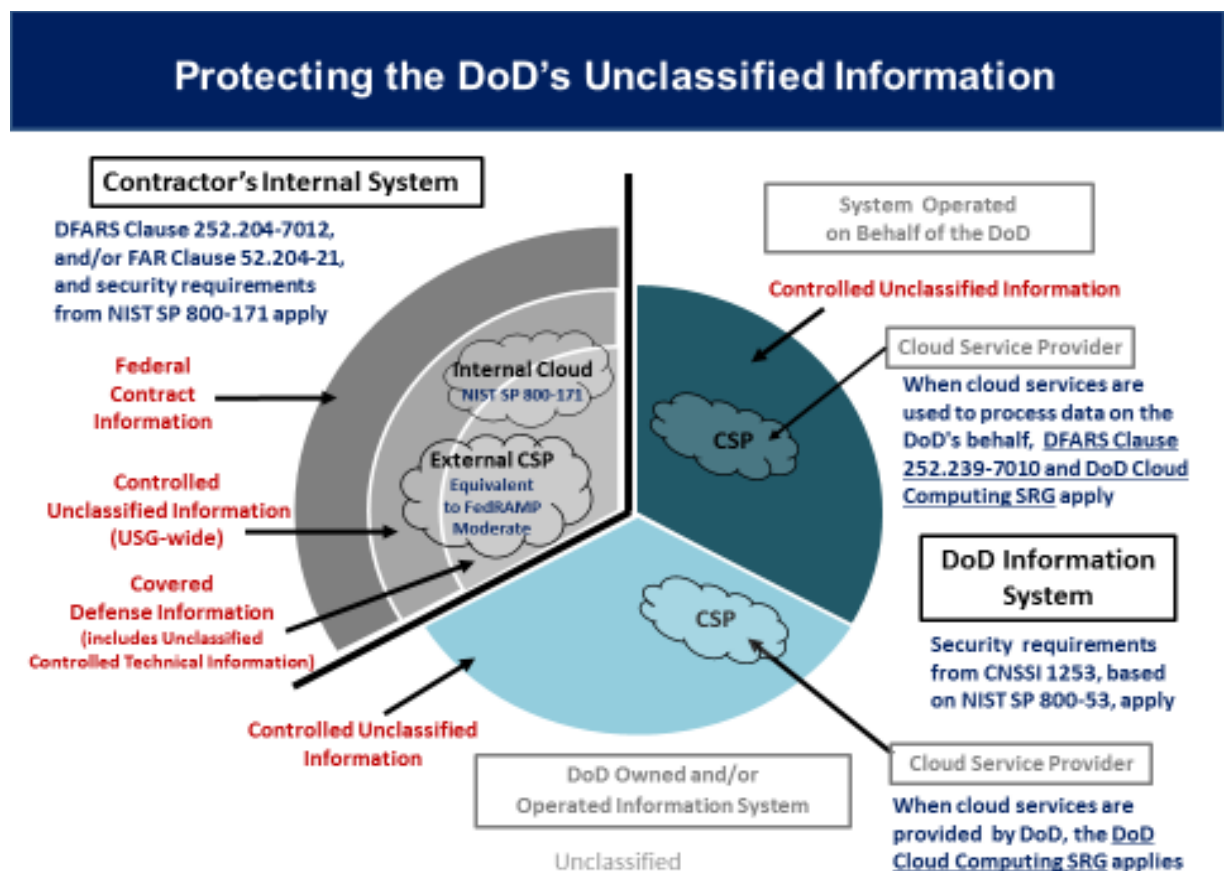 Protecting the DoD's Unclassified Information
Contractor's Internal System
DFARS Clause 252.204-7012,
and/or FAR Clause 52.204-21,
and security requirements
from NIST SP 800-171 apply
Federal
Contract
Information
Controlled
Unclassified Information
(USG-wide)
Covered
Defense Information
(includes Unclassified
Controlled Technical Information)
Internal Cloud
NIST SP 800-171
External CSP
Equivalent
to FedRAMP
Moderate
System Operated
on Behalf of the DoD
Controlled Unclassified Information
Cloud Service Provider
When cloud services are
used to process data on the
DoD's behalf, DFARS Clause
252.239-7010 and DoD Cloud
Computing SRG apply
CSP
DoD Information
System
Security requirements
from CNSSI 1253, based
on NIST SP 800-53, apply
CSP
Controlled Unclassified
Information
DoD Owned and/or
Operated Information System
Cloud Service Provider
When cloud services are
provided by DoD, the DoD
Cloud Computing SRG applies
Unclassified